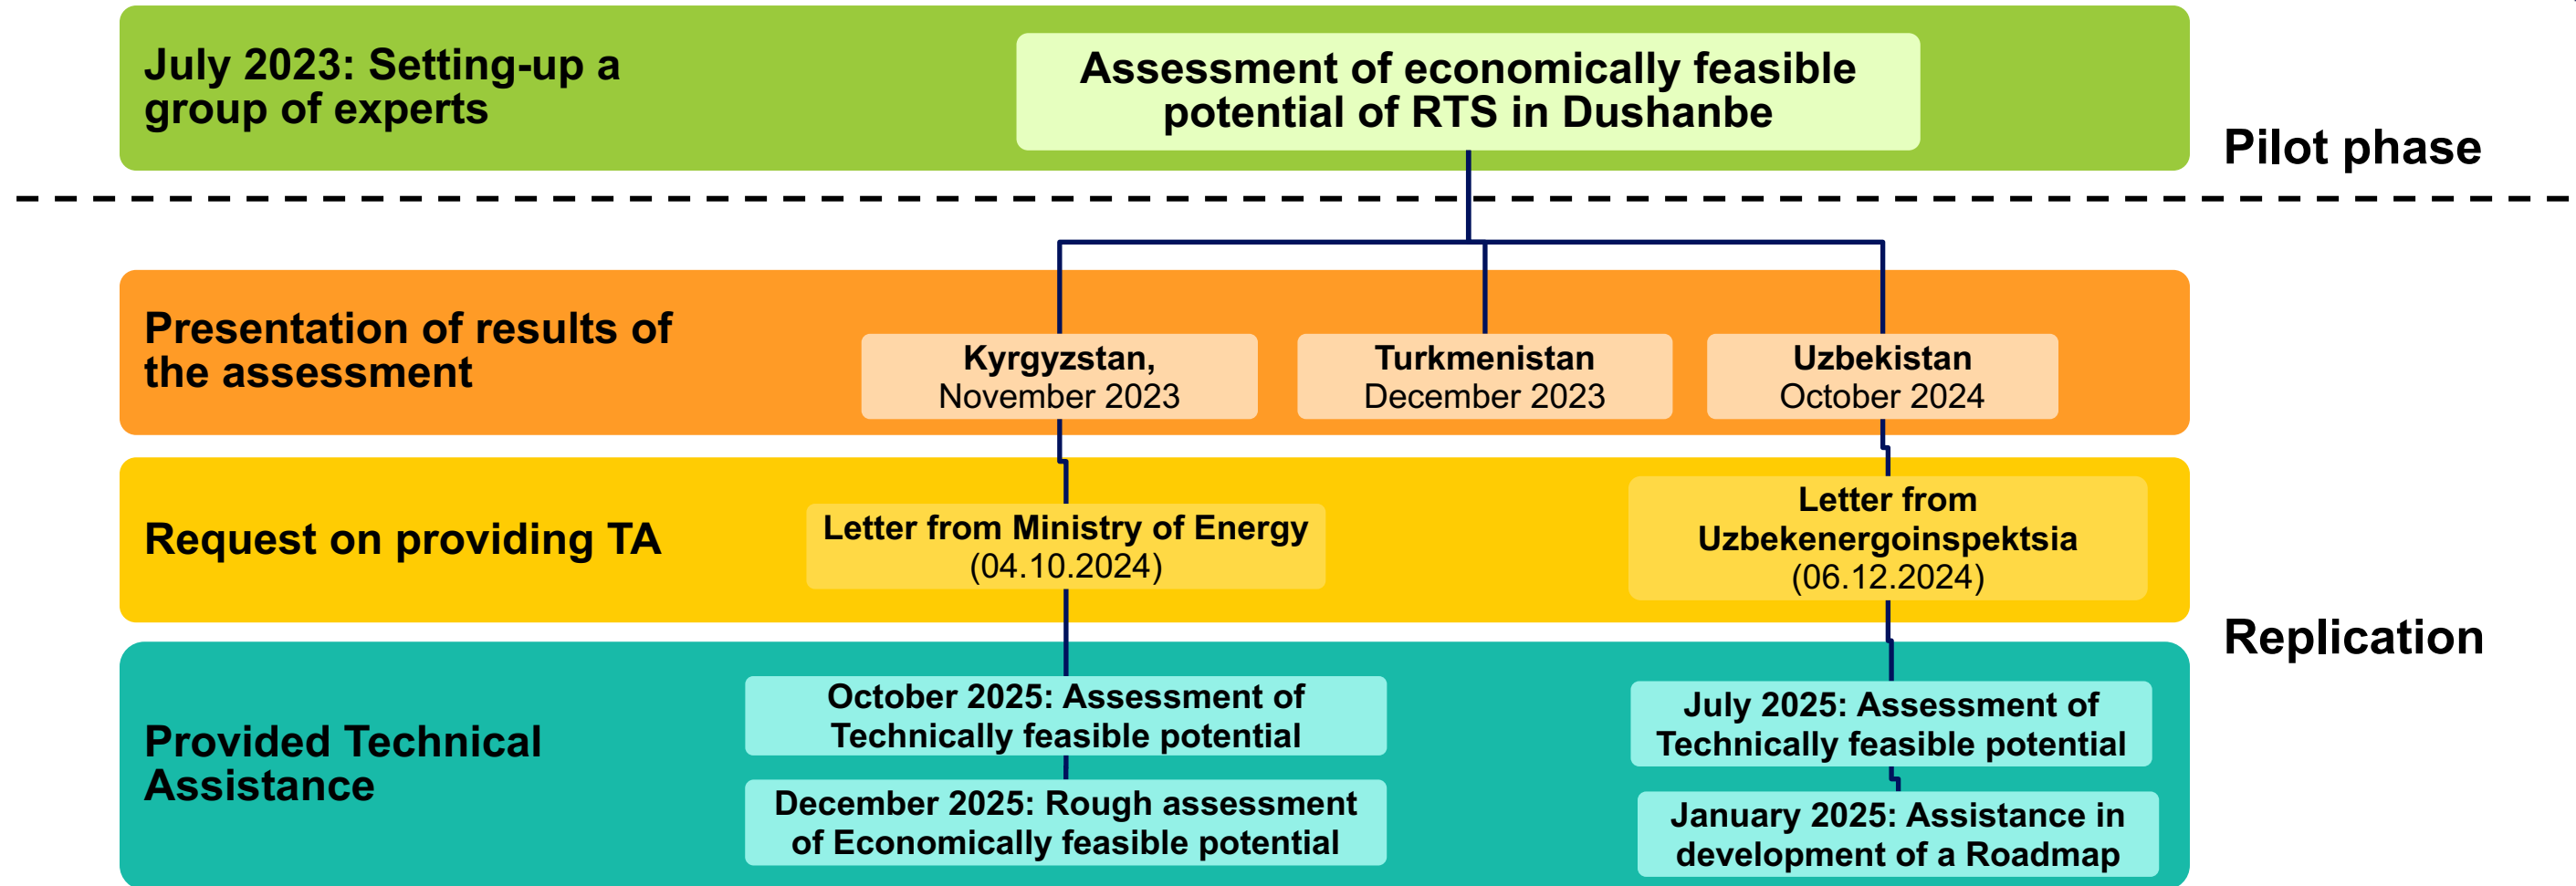 July 2023: Setting-up a
group of experts
Assessment of economically feasible
potential of RTS in Dushanbe
Pilot phase
Presentation of results of
the assessment
Kyrgyzstan,
November 2023
Turkmenistan
December 2023
Uzbekistan
October 2024
Request on providing TA
Letter from Ministry of Energy
(04.10.2024)
Letter from
Uzbekenergoinspektsia
(06.12.2024)
Replication
Provided Technical
Assistance
October 2025: Assessment of
Technically feasible potential
December 2025: Rough assessment
of Economically feasible potential
July 2025: Assessment of
Technically feasible potential
January 2025: Assistance in
development of a Roadmap